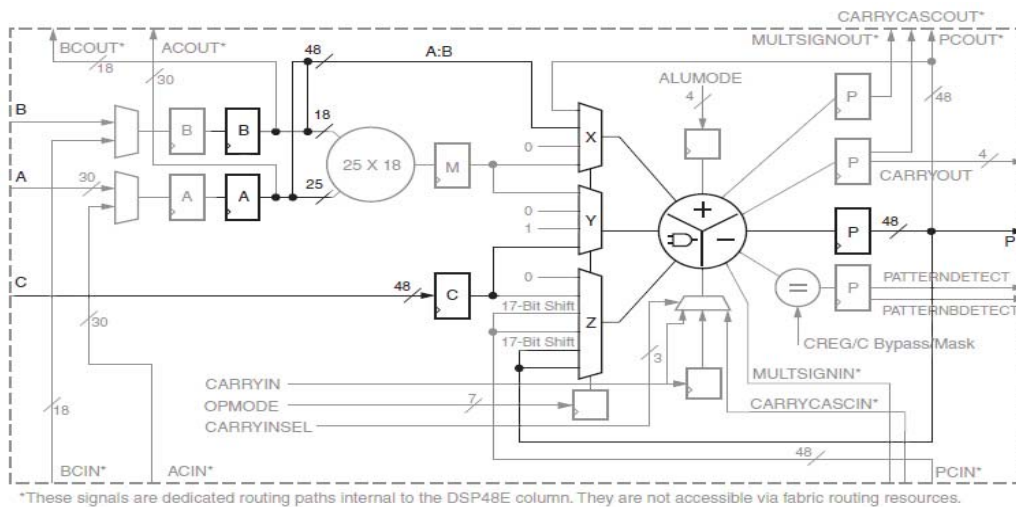 CARRYCASCOUT*
BCOUT* ACOUT* MULTSIGNOUT* PCOUT*
48 A:B
18 30 ALUMODE
4 48
B 18 X P
B B 0
25 X 18 M P 4
A 30 25 CARRYOUT
A A 0 Y +
1 P 48
P
C 48 C 0 = P PATTERNDETECT
17-Bit Shift PATTERNBDETECT
30 Z
17-Bit Shift CREG/C Bypass/Mask
3
CARRYIN MULTSIGNIN*
OPMODE 7
18 CARRYINSEL CARRYCASCIN*
48
BCIN* ACIN* PCIN*
*These signals are dedicated routing paths internal to the DSP48E column. They are not accessible via fabric routing resources.